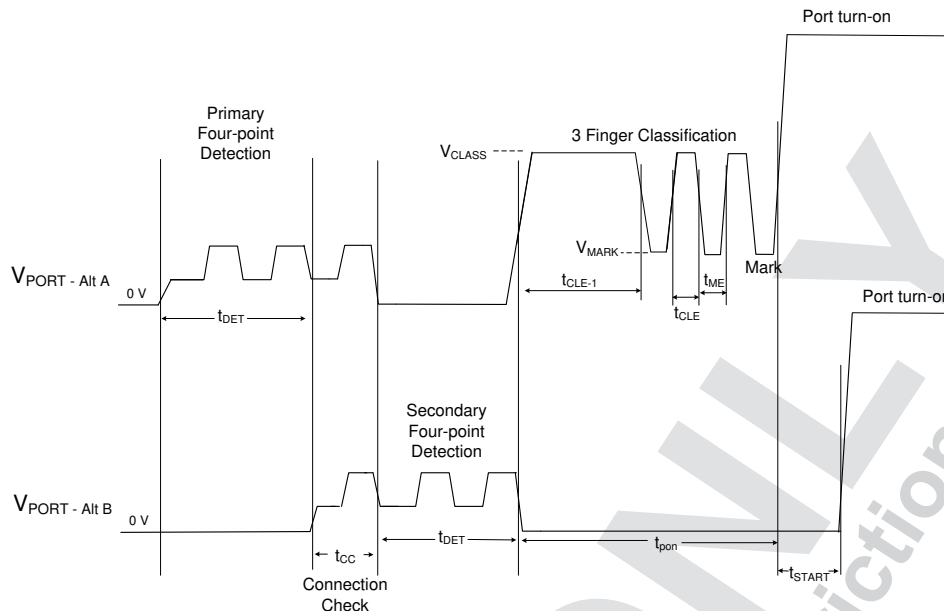 Port turn-on
Primary
Four-point
Detection
3 Finger Classification
VCLASS
VMARK
Mark
VPORT - Alt A
0 V
tCLE-1
tME
tCLE
tDET
Port turn-on
Secondary
Four-point
Detection
VPORT - Alt B
0 V
tCC
tDET
tpon
tSTART
Connection
Check
ONLY